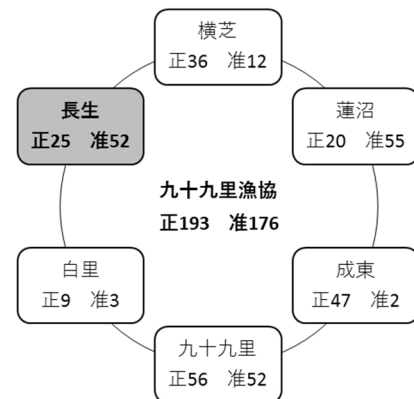 横芝
正36 准12
長生
正25 准52
蓮沼
正20 准55
九十九里漁協
正193 准176
白里
正9 准3
成東
正47 准2
九十九里
正56 准52